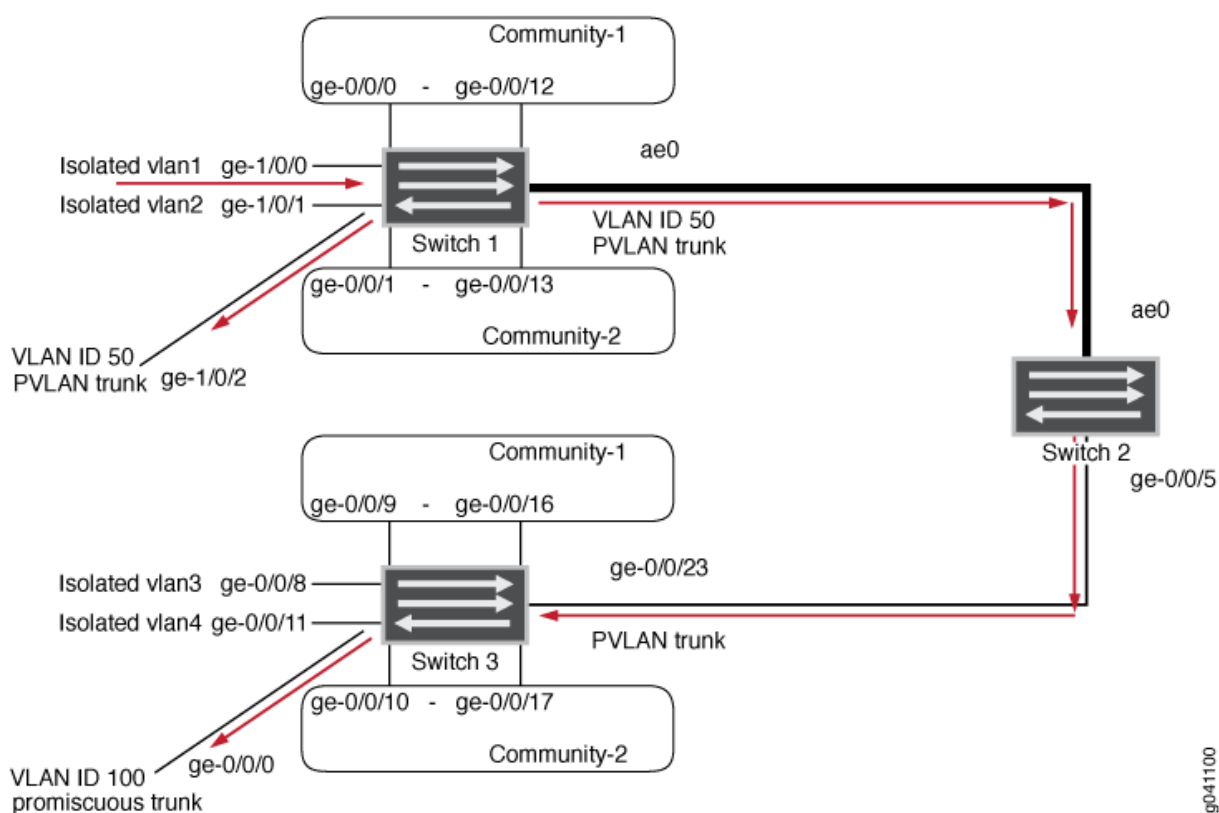 Community-1
ge-0/0/0 - ge-0/0/12
ae0
Isolated vlan1 ge-1/0/0
Isolated vlan2 ge-1/0/1
VLAN ID 50
PVLAN trunk
Switch 1
ge-0/0/1 - ge-0/0/13
Community-2
ae0
VLAN ID 50
PVLAN trunk
ge-1/0/2
Switch 2
ge-0/0/5
Community-1
ge-0/0/9 - ge-0/0/16
ge-0/0/23
Isolated vlan3 ge-0/0/8
Isolated vlan4 ge-0/0/11
PVLAN trunk
Switch 3
ge-0/0/10 - ge-0/0/17
Community-2
ge-0/0/0
VLAN ID 100
promiscuous trunk
g041100